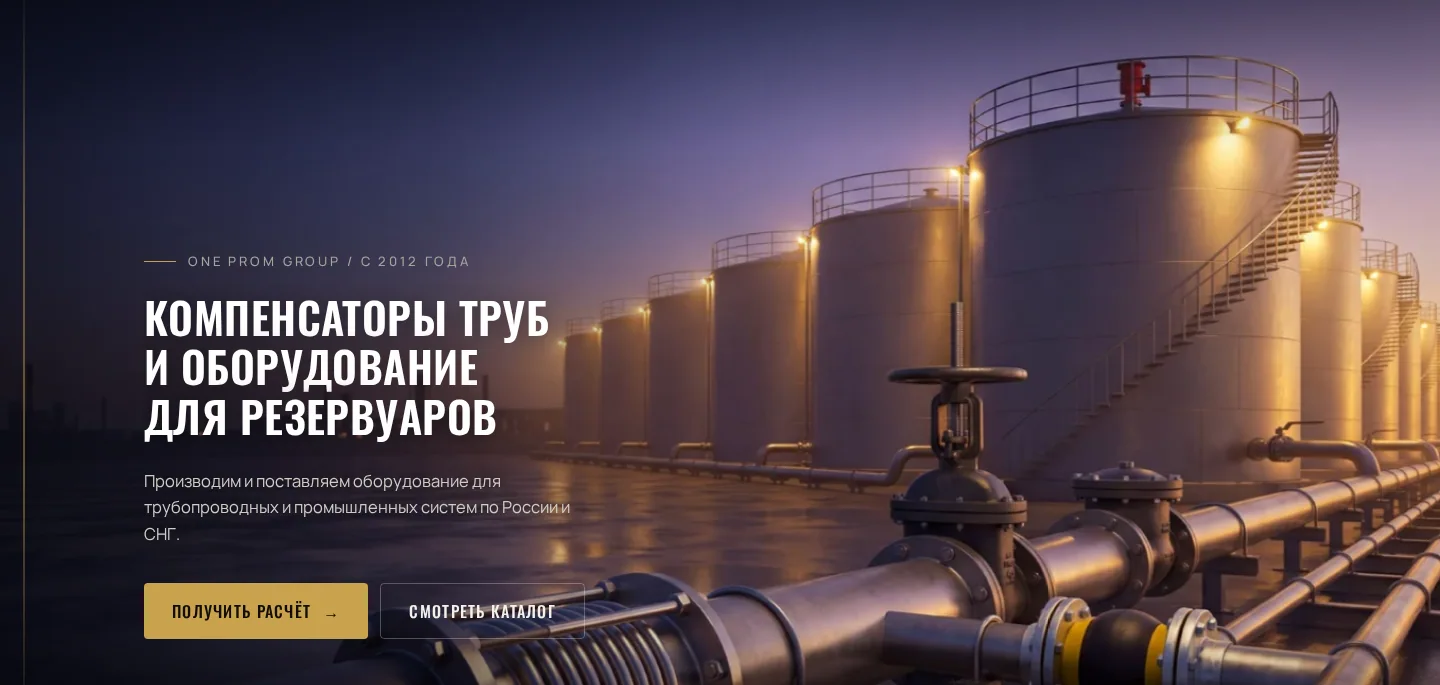 ONE PROM GROUP / С 2012 ГОДА
КОМПЕНСАТОРЫ ТРУБ
И ОБОРУДОВАНИЕ
ДЛЯ РЕЗЕРВУАРОВ
Производим и поставляем оборудование для
трубопроводных и промышленных систем по России и
СНГ.
ПОЛУЧИТЬ РАСЧЁТ →
СМОТРЕТЬ КАТАЛОГ